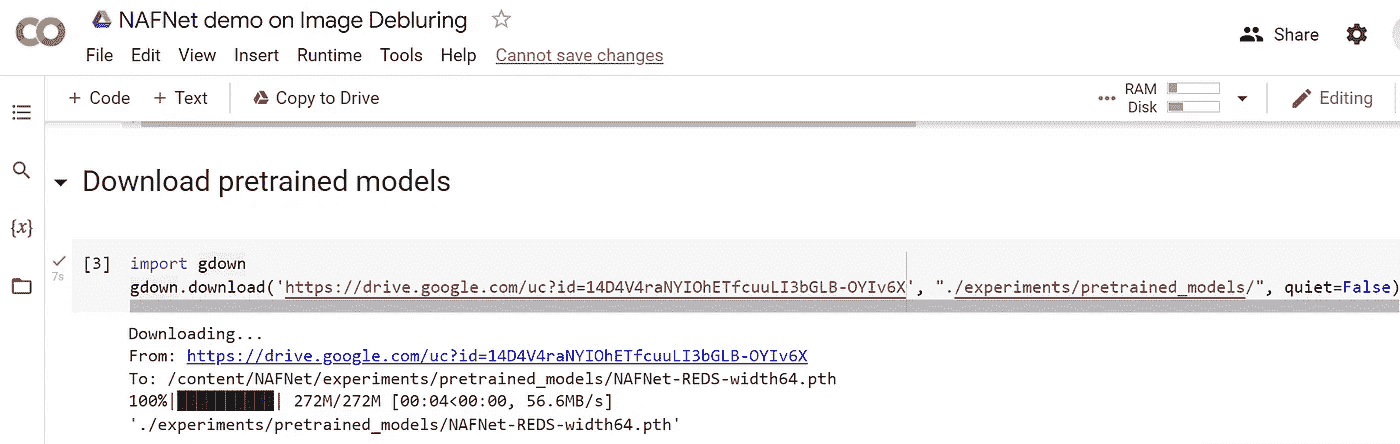 NAFNet demo on Image Debluring
File Edit View Insert Runtime Tools Help Cannot save changes
Share
+ Code + Text Copy to Drive
RAM
Disk
Editing
Download pretrained models
7s
[3] import gdown
gdown.download('https://drive.google.com/uc?id=14D4V4raNYIOhETfcuuLI3bGLB-OYIv6X', "./experiments/pretrained_models/", quiet=False)
Downloading...
From: https://drive.google.com/uc?id=14D4V4raNYIOhETfcuuLI3bGLB-OYIv6X
To: /content/NAFNet/experiments/pretrained_models/NAFNet-REDS-width64.pth
100%|██████████| 272M/272M [00:04<00:00, 56.6MB/s]
'./experiments/pretrained_models/NAFNet-REDS-width64.pth'
{x}